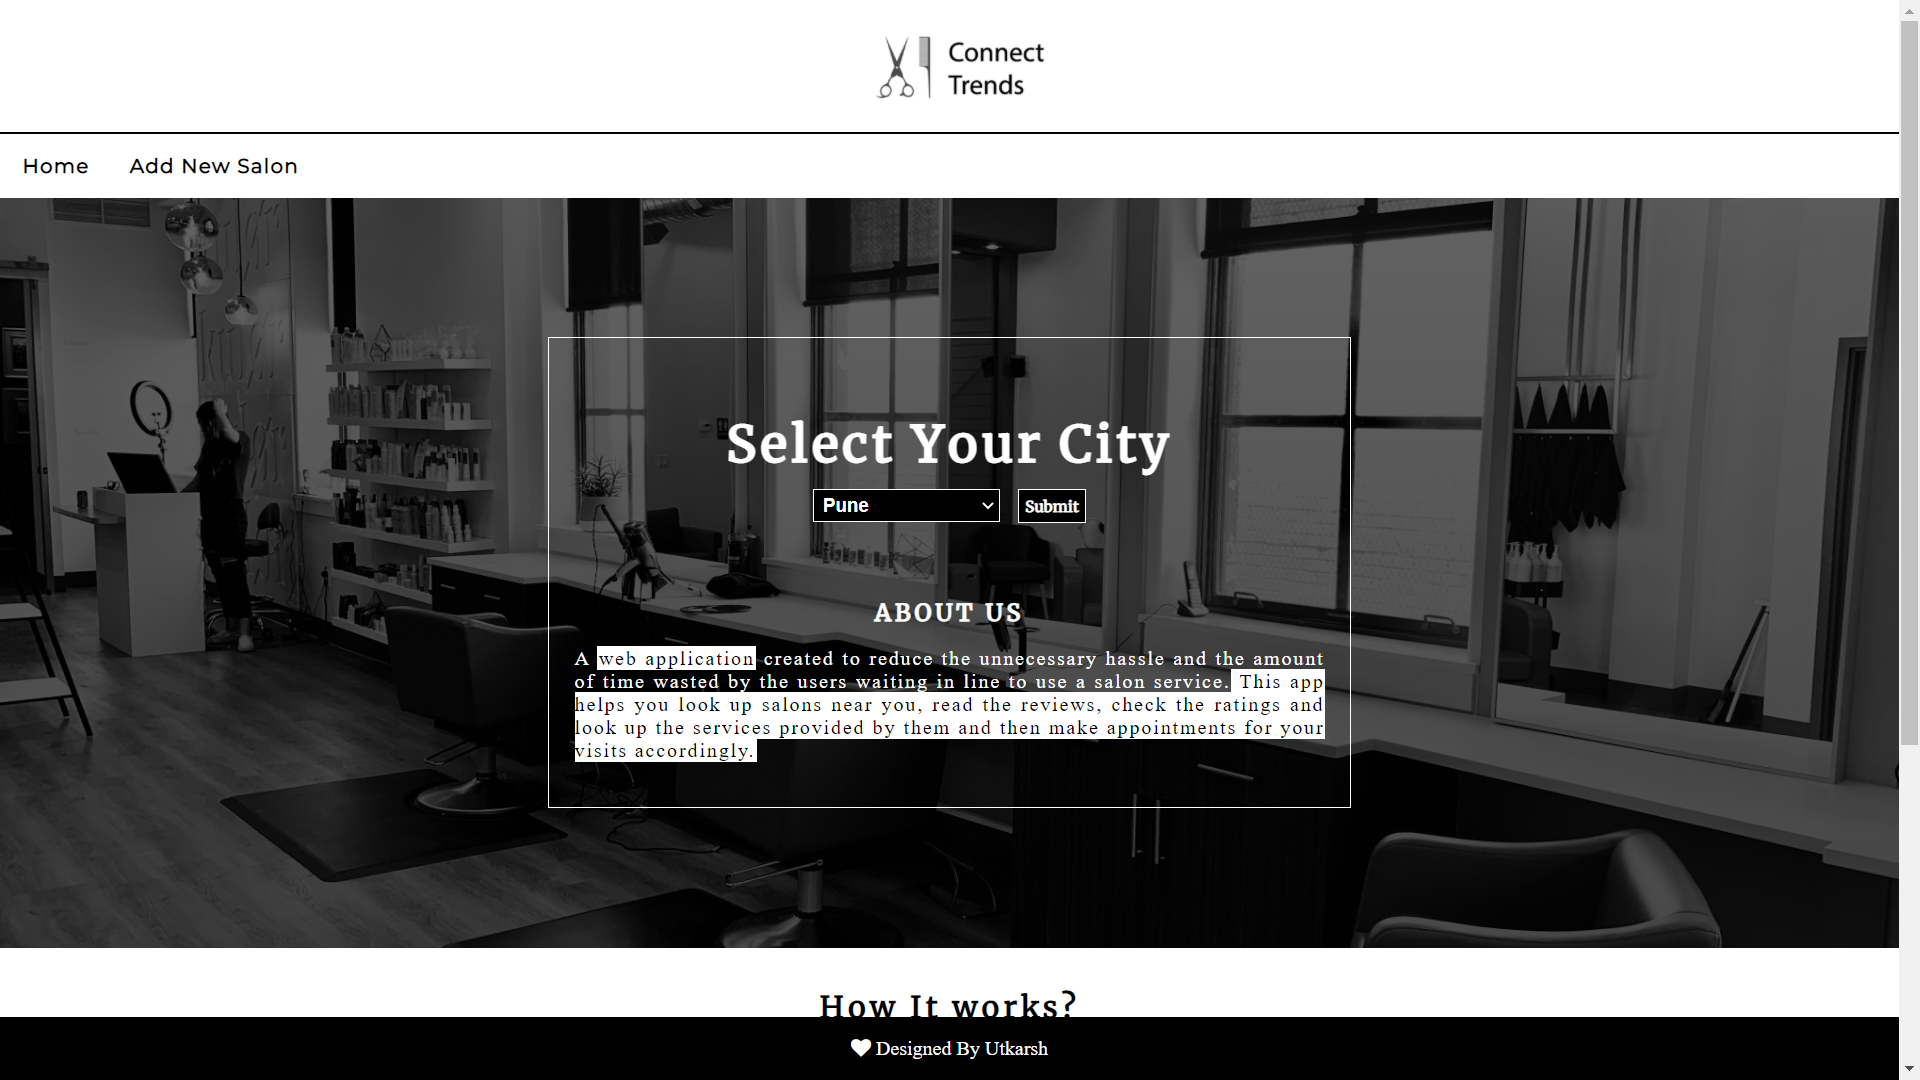 Connect
Trends
Home Add New Salon
Select Your City
Pune Submit
ABOUT US
A web application created to reduce the unnecessary hassle and the amount
of time wasted by the users waiting in line to use a salon service. This app
helps you look up salons near you, read the reviews, check the ratings and
look up the services provided by them and then make appointments for your
visits accordingly.
How It works?
Designed By Utkarsh